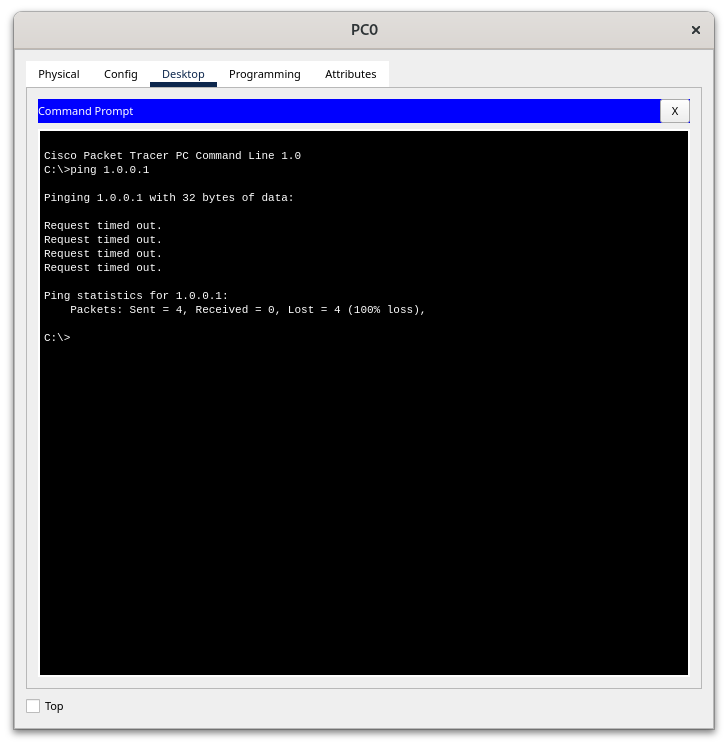 PC0
Physical Config Desktop Programming Attributes
Command Prompt X
Cisco Packet Tracer PC Command Line 1.0
C:\>ping 1.0.0.1
Pinging 1.0.0.1 with 32 bytes of data:
Request timed out.
Request timed out.
Request timed out.
Request timed out.
Ping statistics for 1.0.0.1:
    Packets: Sent = 4, Received = 0, Lost = 4 (100% loss),
C:\>
Top